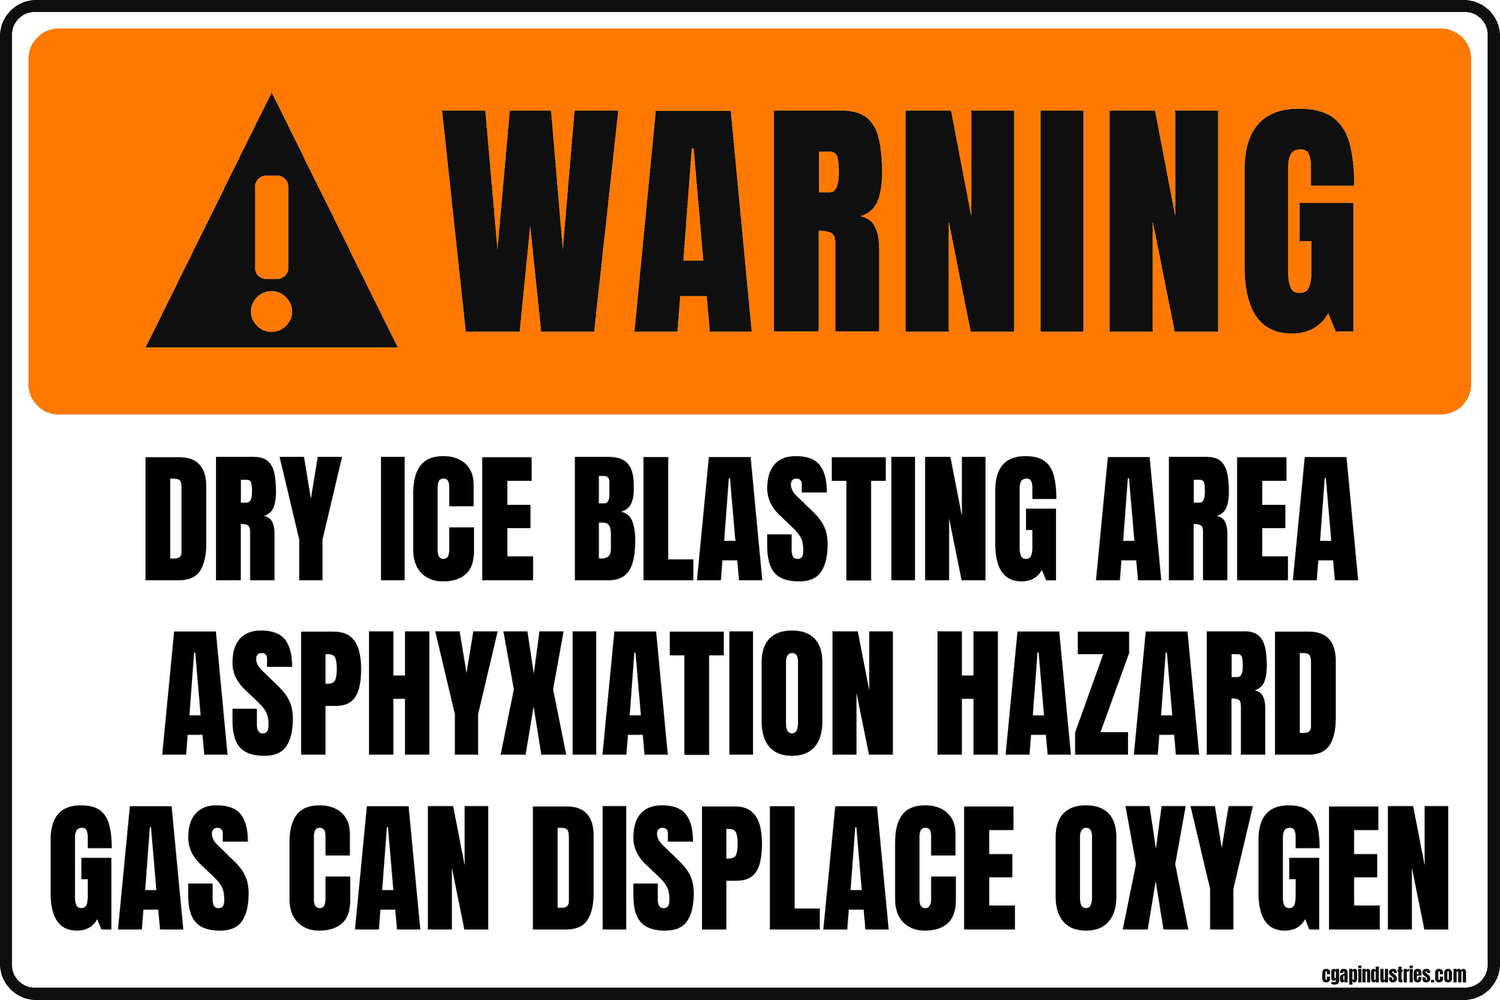 WARNING
DRY ICE BLASTING AREA
ASPHYXIATION HAZARD
GAS CAN DISPLACE OXYGEN
cgapindustries.com